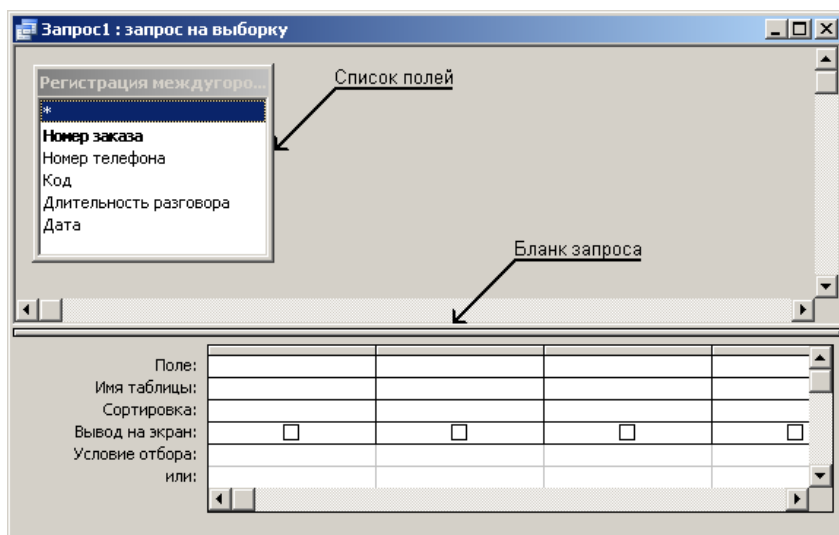 Запрос1 : запрос на выборку
Список полей
Регистрация междугоро...
*
Номер заказа
Номер телефона
Код
Длительность разговора
Дата
Бланк запроса
Поле:
Имя таблицы:
Сортировка:
Вывод на экран:
Условие отбора:
или: